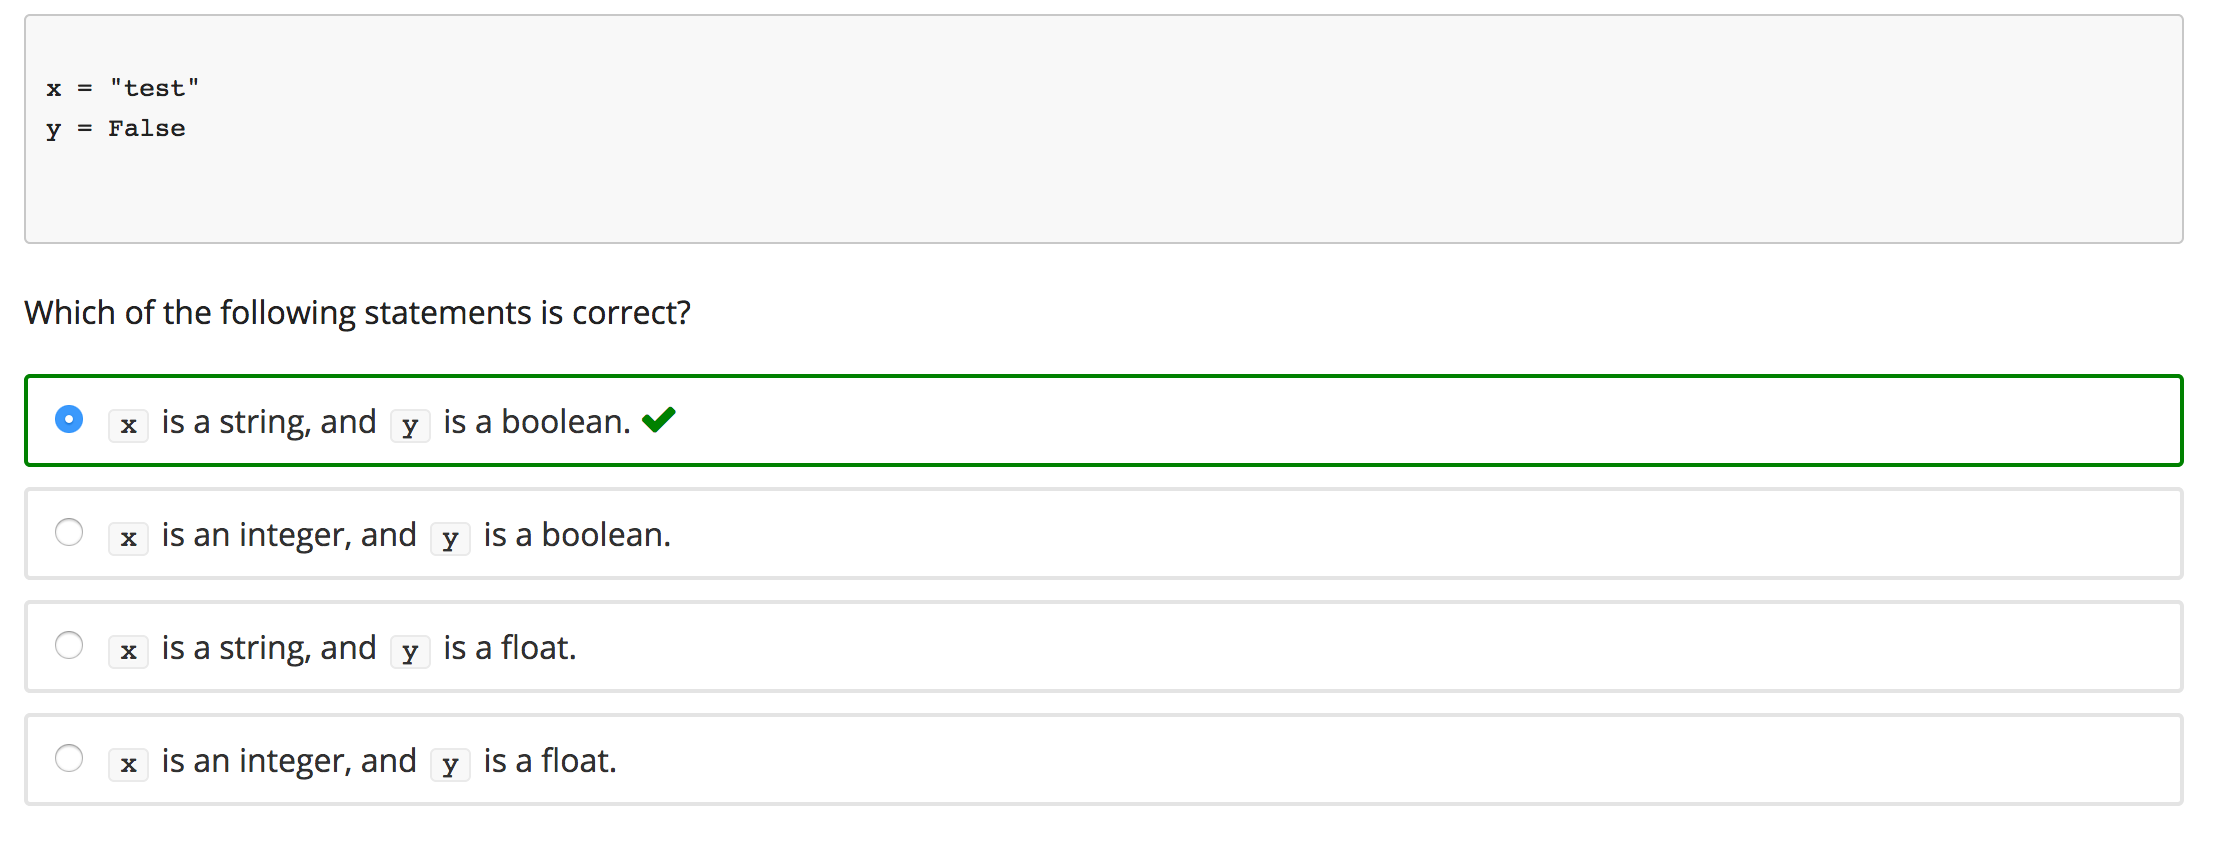 x = "test"
y = False
Which of the following statements is correct?
x is a string, and y is a boolean.
x is an integer, and y is a boolean.
x is a string, and y is a float.
x is an integer, and y is a float.